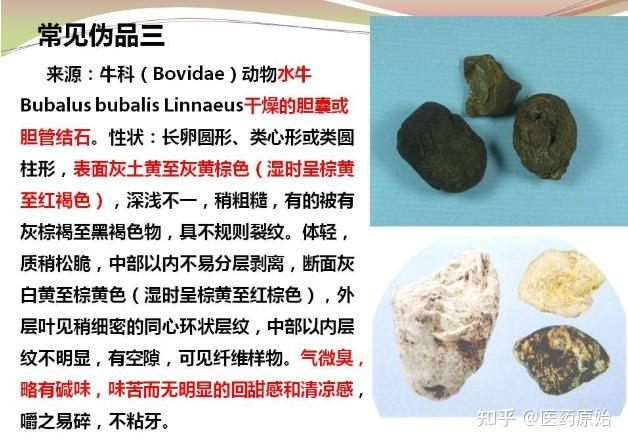 常见伪品三
来源：牛科（Bovidae）动物水牛
Bubalus bubalis Linnaeus干燥的胆囊或
胆管结石。性状：长卵圆形、类心形或类圆
柱形，表面灰土黄至灰黄棕色（湿时呈棕黄
至红褐色），深浅不一，稍粗糙，有的被有
灰棕褐至黑褐色物，具不规则裂纹。体轻，
质稍松脆，中部以内不易分层剥离，断面灰
白黄至棕黄色（湿时呈棕黄至红棕色），外
层叶见稍细密的同心环状层纹，中部以内层
纹不明显，有空隙，可见纤维样物。气微臭，
略有碱味，味苦而无明显的回甜感和清凉感，
嚼之易碎，不粘牙。
知乎 @医药原始